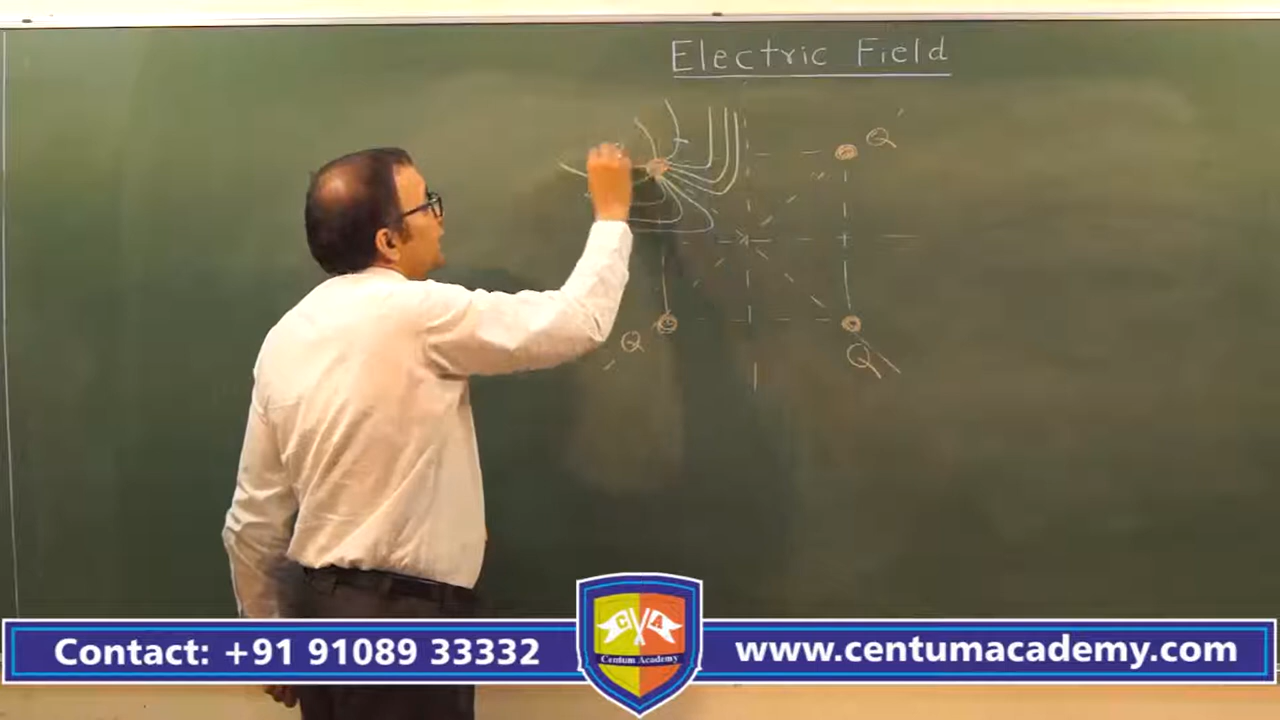 Electric Field
Q
Q
Q
C A
Centum Academy
Contact: +91 91089 33332
www.centumacademy.com